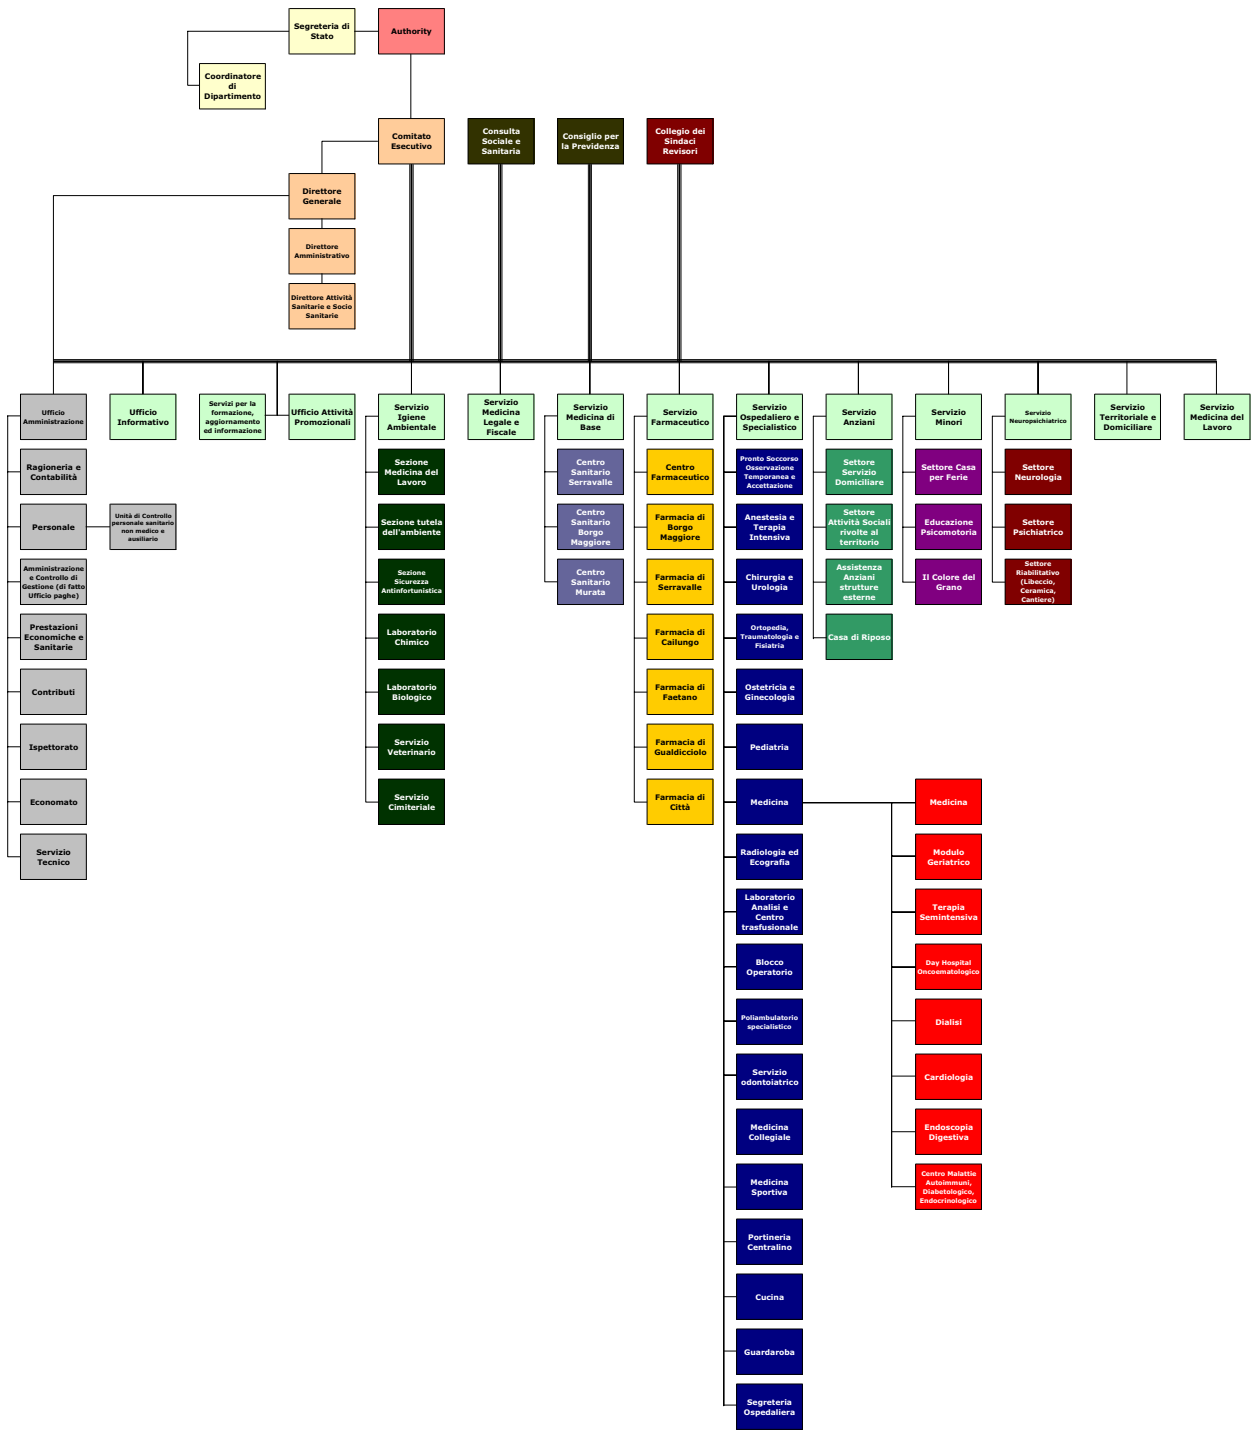 Segreteria di
Stato
Authority
Coordinatore
di
Dipartimento
Comitato
Esecutivo
Consulta
Sociale e
Sanitaria
Consiglio per
la Previdenza
Collegio dei
Sindaci
Revisori
Direttore
Generale
Direttore
Amministrativo
Direttore Attività
Sanitarie e Socio
Sanitarie
Ufficio
Amministrazione
Ufficio
Informativo
Servizi per la
formazione,
aggiornamento
ed informazione
Ufficio Attività
Promozionali
Servizio
Igiene
Ambientale
Servizio
Medicina
Legale e
Fiscale
Servizio
Medicina di
Base
Servizio
Farmaceutico
Servizio
Ospedaliero e
Specialistico
Servizio
Anziani
Servizio
Minori
Servizio
Neuropsichiatrico
Servizio
Territoriale e
Domiciliare
Servizio
Medicina del
Lavoro
Ragioneria e
Contabilità
Personale
Unità di Controllo
personale sanitario
non medico e
ausiliario
Amministrazione
e Controllo di
Gestione (di fatto
Ufficio paghe)
Prestazioni
Economiche e
Sanitarie
Contributi
Ispettorato
Economato
Servizio
Tecnico
Sezione
Medicina del
Lavoro
Sezione tutela
dell'ambiente
Sezione
Sicurezza
Antinfortunistica
Laboratorio
Chimico
Laboratorio
Biologico
Servizio
Veterinario
Servizio
Cimiteriale
Centro
Sanitario
Serravalle
Centro
Sanitario
Borgo
Maggiore
Centro
Sanitario
Murata
Centro
Farmaceutico
Farmacia di
Borgo
Maggiore
Farmacia di
Serravalle
Farmacia di
Cailungo
Farmacia di
Faetano
Farmacia di
Gualdicciolo
Farmacia di
Città
Pronto Soccorso
Osservazione
Temporanea e
Accettazione
Anestesia e
Terapia
Intensiva
Chirurgia e
Urologia
Ortopedia,
Traumatologia e
Fisiatria
Ostetricia e
Ginecologia
Pediatria
Medicina
Radiologia ed
Ecografia
Laboratorio
Analisi e
Centro
trasfusionale
Blocco
Operatorio
Poliambulatorio
specialistico
Servizio
odontoiatrico
Medicina
Collegiale
Medicina
Sportiva
Portineria
Centralino
Cucina
Guardaroba
Segreteria
Ospedaliera
Settore
Servizio
Domiciliare
Settore
Attività Sociali
rivolte al
territorio
Assistenza
Anziani
strutture
esterne
Casa di Riposo
Settore Casa
per Ferie
Educazione
Psicomotoria
Il Colore del
Grano
Settore
Neurologia
Settore
Psichiatrico
Settore
Riabilitativo
(Libeccio,
Ceramica,
Cantiere)
Medicina
Modulo
Geriatrico
Terapia
Semintensiva
Day Hospital
Oncoematologico
Dialisi
Cardiologia
Endoscopia
Digestiva
Centro Malattie
Autoimmuni,
Diabetologico,
Endocrinologico